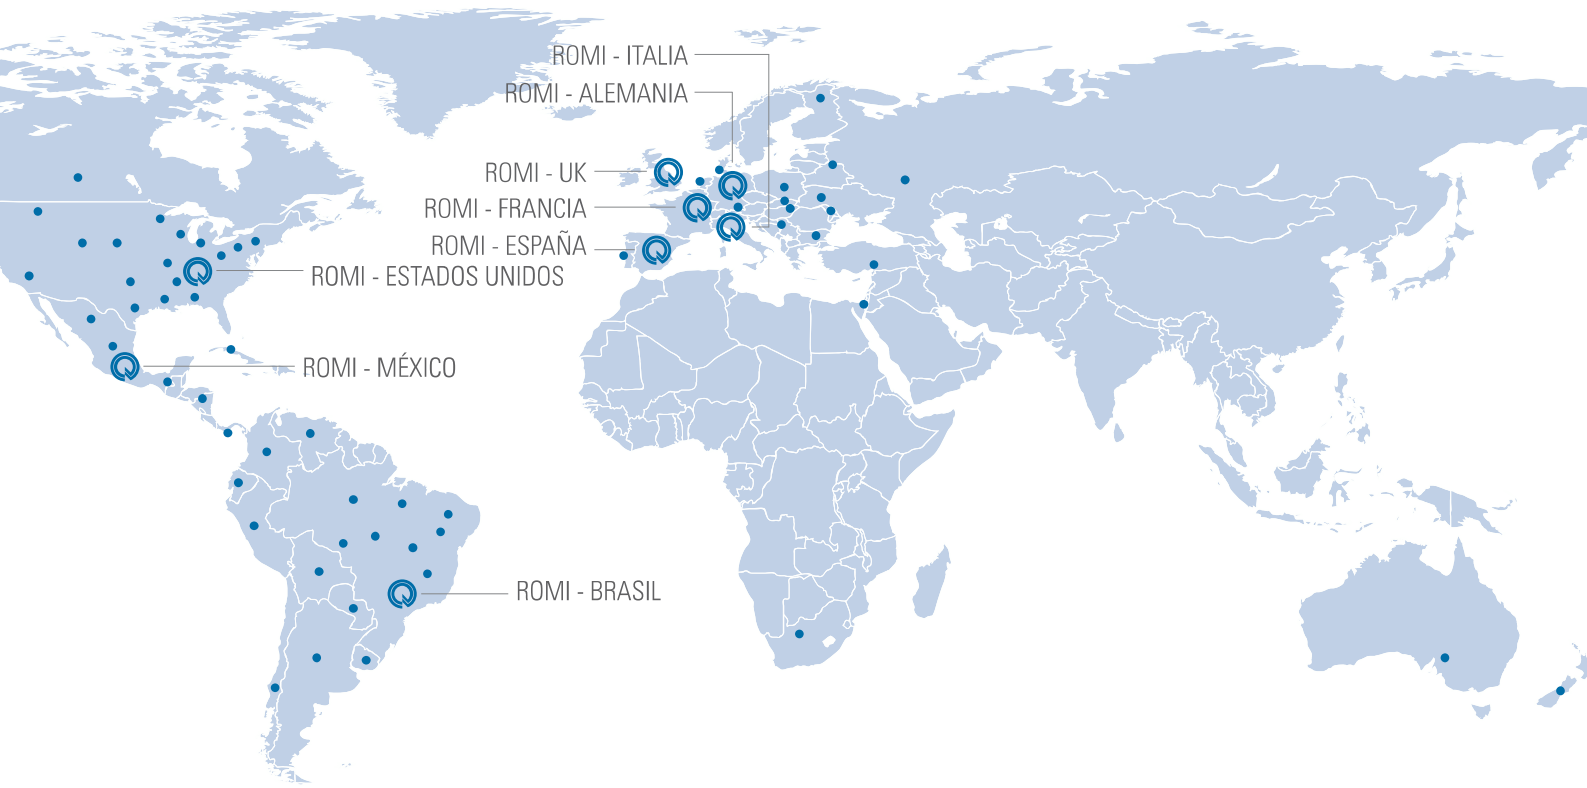 ROMI - ITALIA
ROMI - ALEMANIA
ROMI - UK
ROMI - FRANCIA
ROMI - ESPAÑA
ROMI - ESTADOS UNIDOS
ROMI - MÉXICO
ROMI - BRASIL